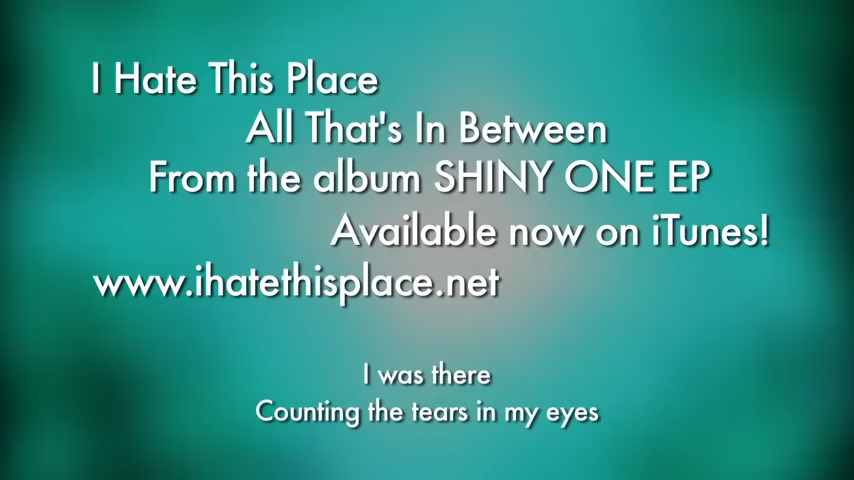 I Hate This Place
All That's In Between
From the album SHINY ONE EP
Available now on iTunes!
www.ihatethisplace.net
I was there
Counting the tears in my eyes